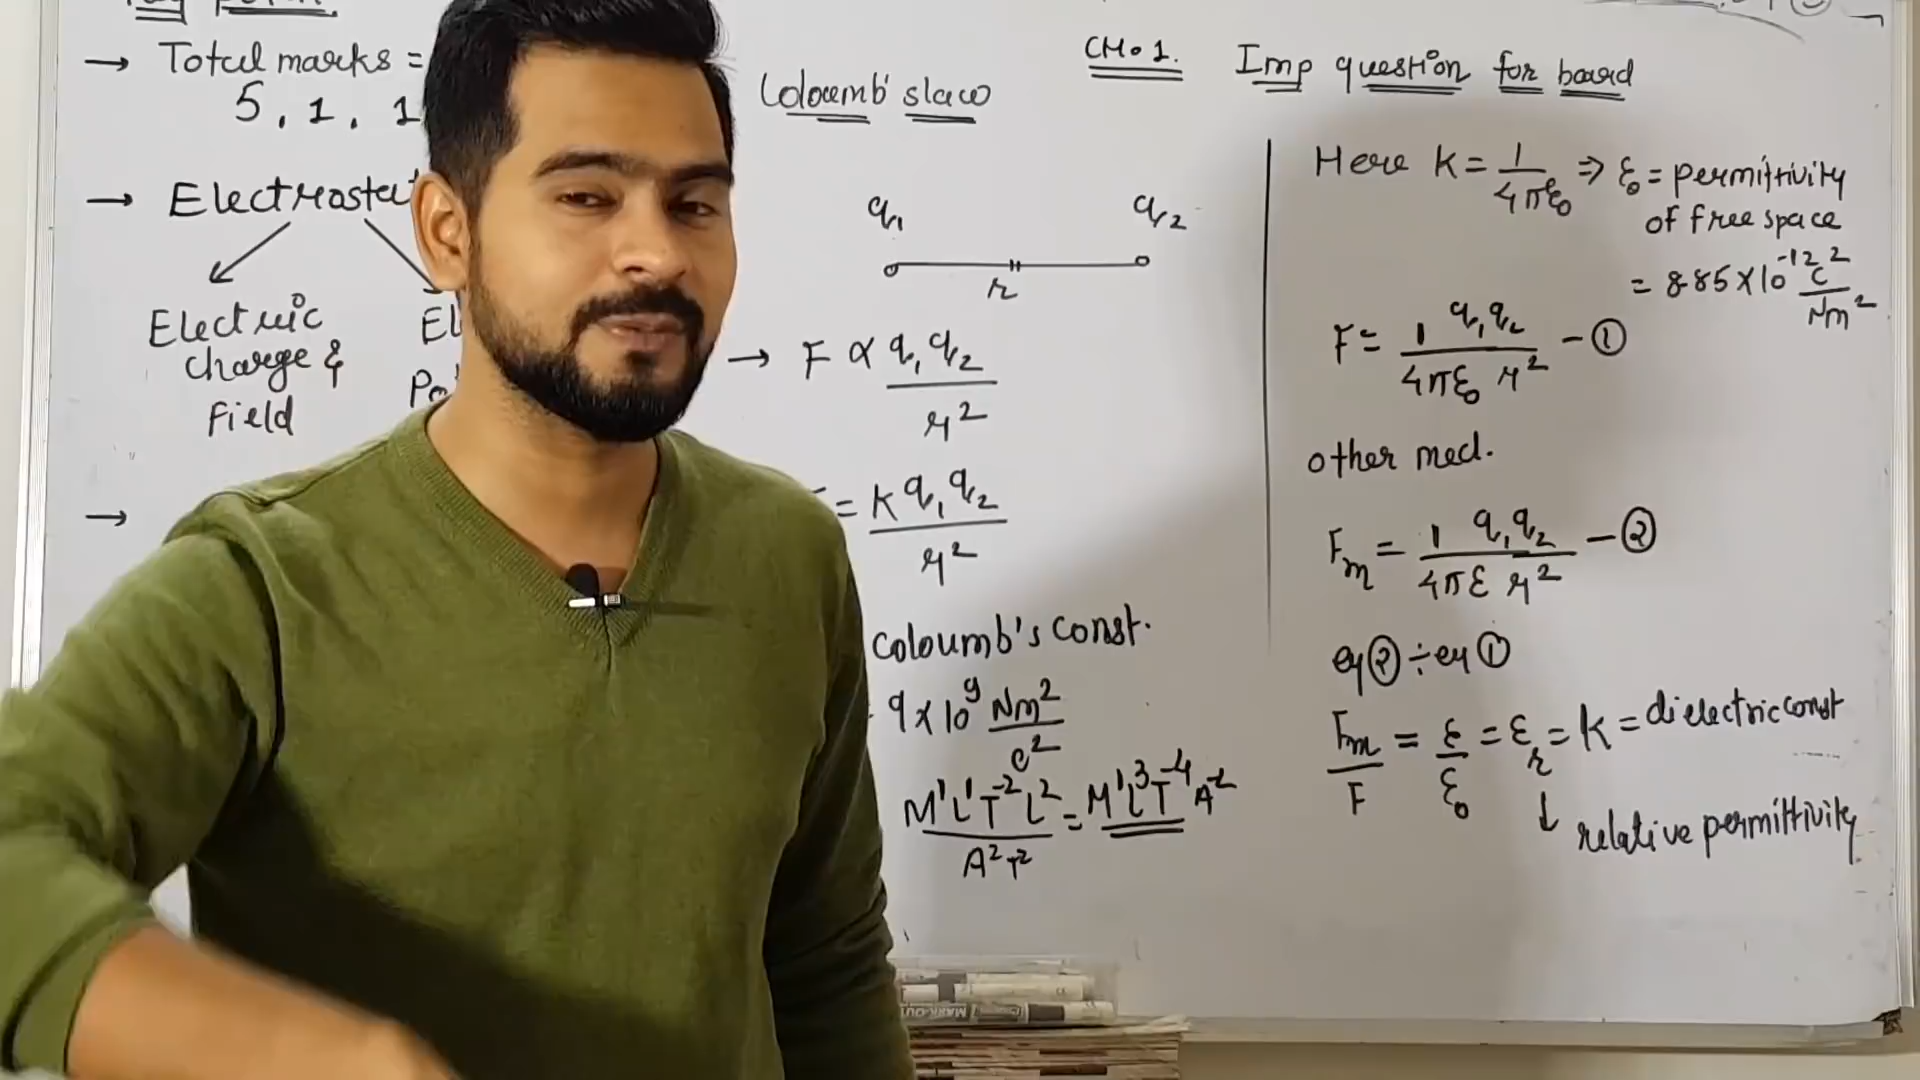 → Total marks =
5, 1, 1
→ Electrostat
Electric
charge &
field
El
Po
→
Coloumb's law
q₁ q₂
r
→ F ∝ q₁q₂/r²
= K q₁q₂/r²
coloumb's const.
9×10⁹ Nm²/C²
M¹L¹T⁻²L²/A²T² = M¹L³T⁻⁴A⁻²
CH.1. Imp question for board
Here K = 1/4πε₀ ⇒ ε₀ = permittivity
of free space
= 8.85×10⁻¹² C²/Nm²
F = 1/4πε₀ q₁q₂/r² - ①
other med.
Fm = 1/4πε q₁q₂/r² - ②
eq ② ÷ eq ①
Fm/F = ε/ε₀ = εr = K = dielectric const
↓ relative permittivity